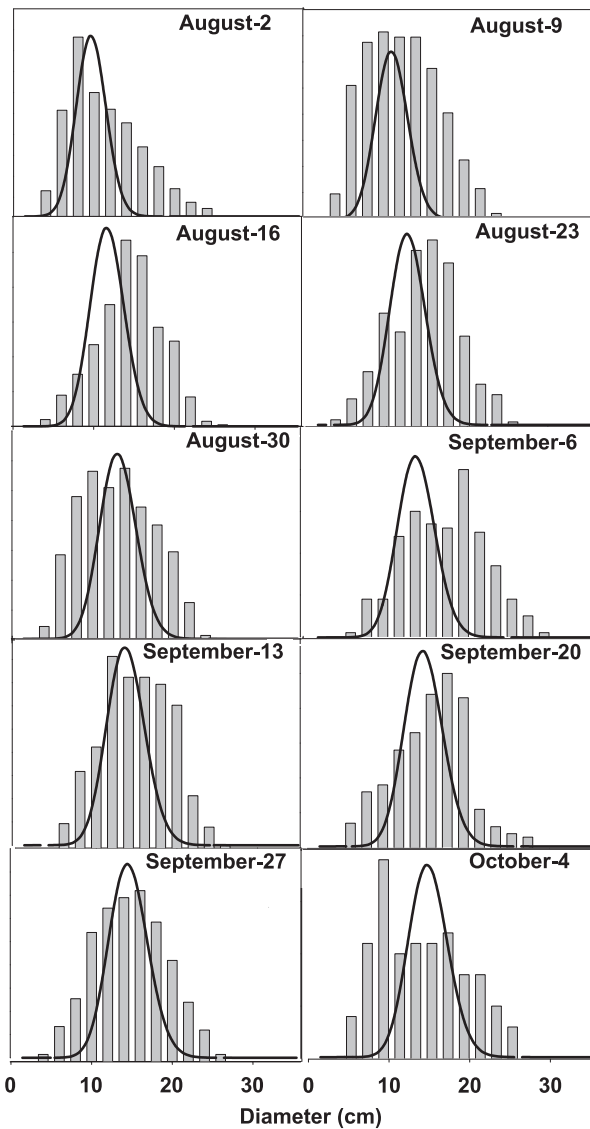 August-2
August-9
August-16
August-23
August-30
September-6
September-13
September-20
September-27
October-4
0 10 20 30 0 10 20 30
Diameter (cm)